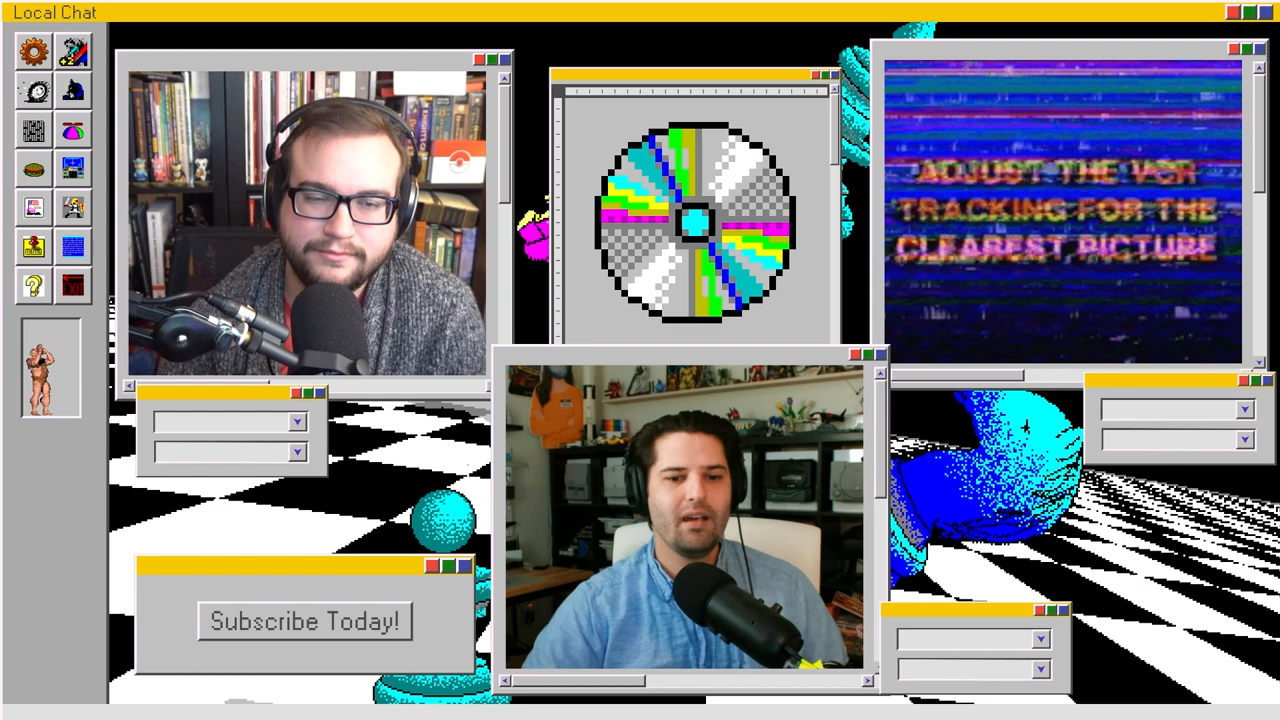 Local Chat
ADJUST THE VCR
TRACKING FOR THE
CLEAREST PICTURE
Subscribe Today!